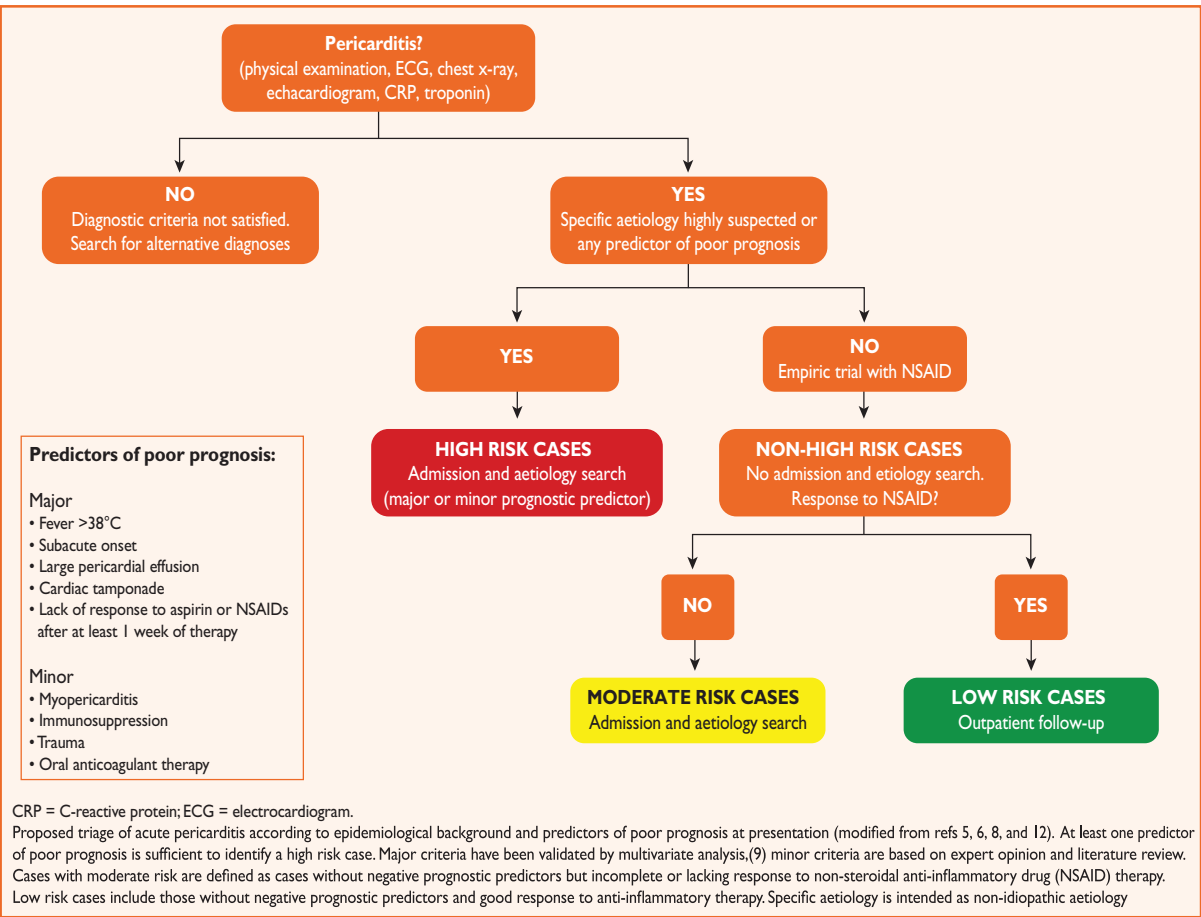 Pericarditis?
(physical examination, ECG, chest x-ray,
echacardiogram, CRP, troponin)
NO
Diagnostic criteria not satisfied.
Search for alternative diagnoses
YES
Specific aetiology highly suspected or
any predictor of poor prognosis
YES
NO
Empiric trial with NSAID
HIGH RISK CASES
Admission and aetiology search
(major or minor prognostic predictor)
NON-HIGH RISK CASES
No admission and etiology search.
Response to NSAID?
NO
YES
MODERATE RISK CASES
Admission and aetiology search
LOW RISK CASES
Outpatient follow-up
Predictors of poor prognosis:
Major
• Fever >38°C
• Subacute onset
• Large pericardial effusion
• Cardiac tamponade
• Lack of response to aspirin or NSAIDs
after at least 1 week of therapy
Minor
• Myopericarditis
• Immunosuppression
• Trauma
• Oral anticoagulant therapy
CRP = C-reactive protein; ECG = electrocardiogram.
Proposed triage of acute pericarditis according to epidemiological background and predictors of poor prognosis at presentation (modified from refs 5, 6, 8, and 12). At least one predictor
of poor prognosis is sufficient to identify a high risk case. Major criteria have been validated by multivariate analysis,(9) minor criteria are based on expert opinion and literature review.
Cases with moderate risk are defined as cases without negative prognostic predictors but incomplete or lacking response to non-steroidal anti-inflammatory drug (NSAID) therapy.
Low risk cases include those without negative prognostic predictors and good response to anti-inflammatory therapy. Specific aetiology is intended as non-idiopathic aetiology